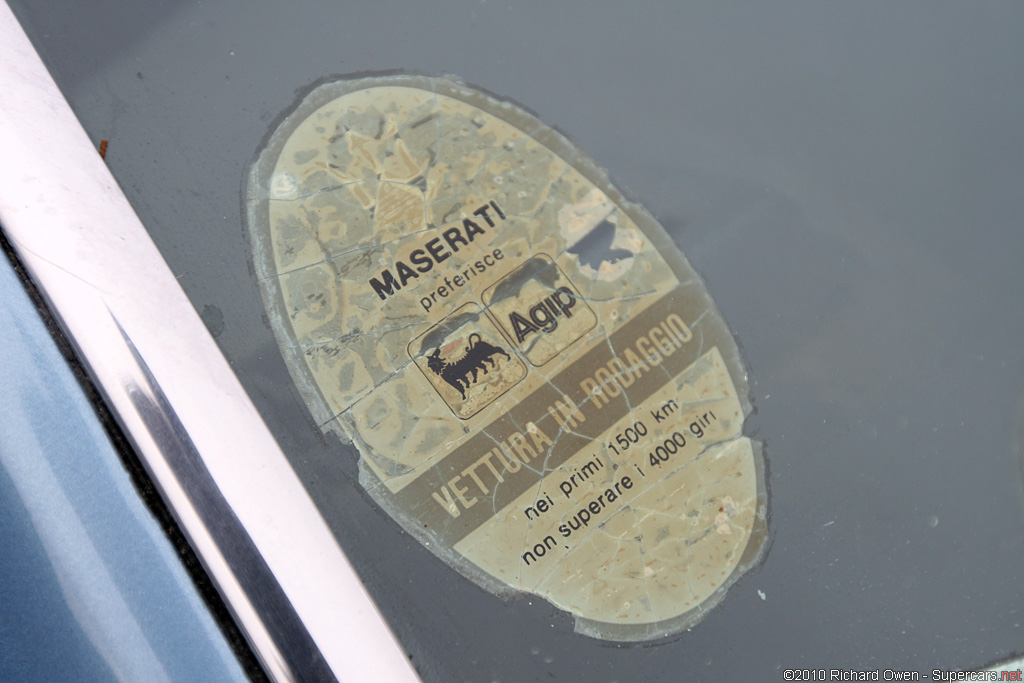 MASERATI
preferisce
Agip
VETTURA IN RODAGGIO
nei primi 1500 km
non superare i 4000 giri
©2010 Richard Owen - Supercars.net